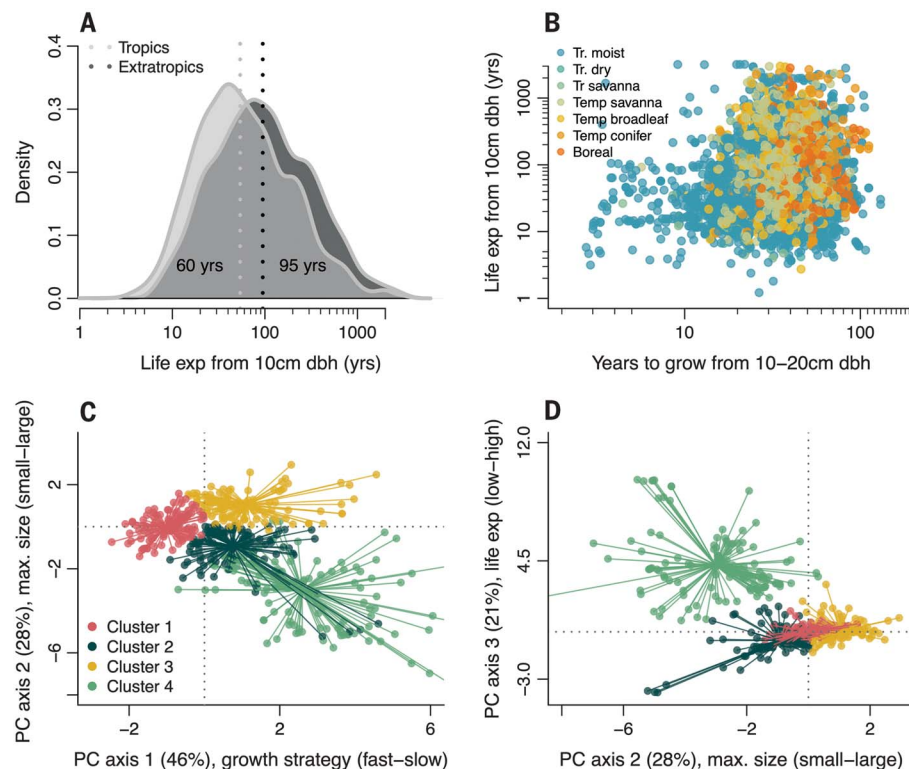 A
0.4
0.3
0.2
0.1
0.0
Density
Tropics
Extratropics
60 yrs
95 yrs
1
10
100
1000
Life exp from 10cm dbh (yrs)
B
Tr. moist
Tr. dry
Tr savanna
Temp savanna
Temp broadleaf
Temp conifer
Boreal
1000
100
10
1
Life exp from 10cm dbh (yrs)
10
100
Years to grow from 10–20cm dbh
C
2
−2
−6
PC axis 2 (28%), max. size (small–large)
Cluster 1
Cluster 2
Cluster 3
Cluster 4
−2
2
6
PC axis 1 (46%), growth strategy (fast–slow)
D
12.0
4.5
−3.0
PC axis 3 (21%), life exp (low–high)
−6
−2
2
PC axis 2 (28%), max. size (small–large)